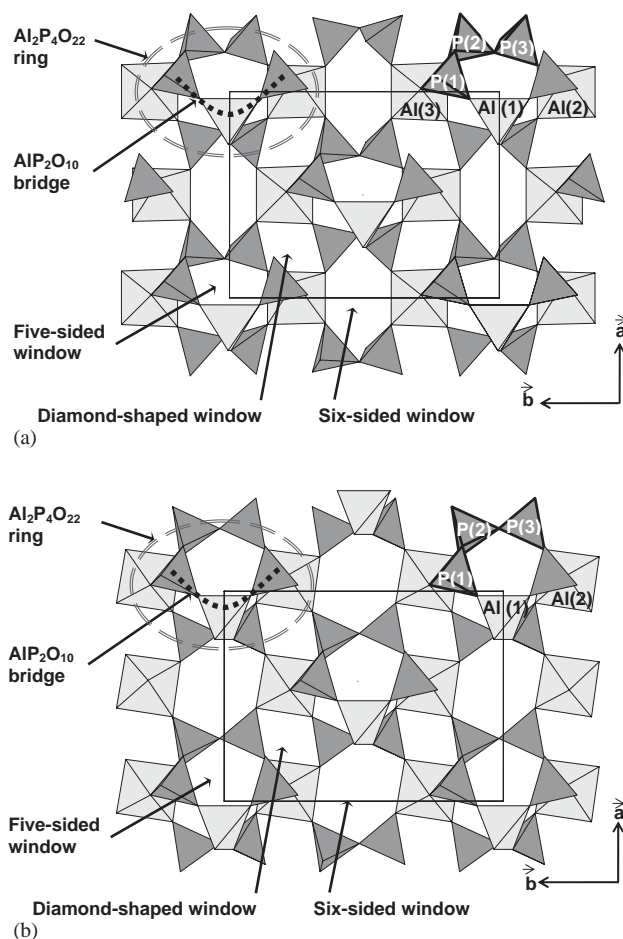 Al₂P₄O₂₂
ring
P(2) P(3)
P(1)
Al(3) Al (1) Al(2)
AlP₂O₁₀
bridge
Five-sided
window
a
Diamond-shaped window Six-sided window
b
(a)
Al₂P₄O₂₂
ring
P(2) P(3)
P(1)
Al (1) Al(2)
AlP₂O₁₀
bridge
Five-sided
window
a
Diamond-shaped window Six-sided window
b
(b)